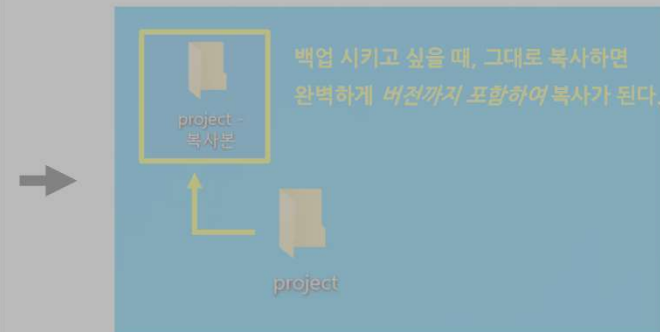 백업 시키고 싶을 때, 그대로 복사하면
완벽하게 버전까지 포함하여 복사가 된다.
project -
복사본
project